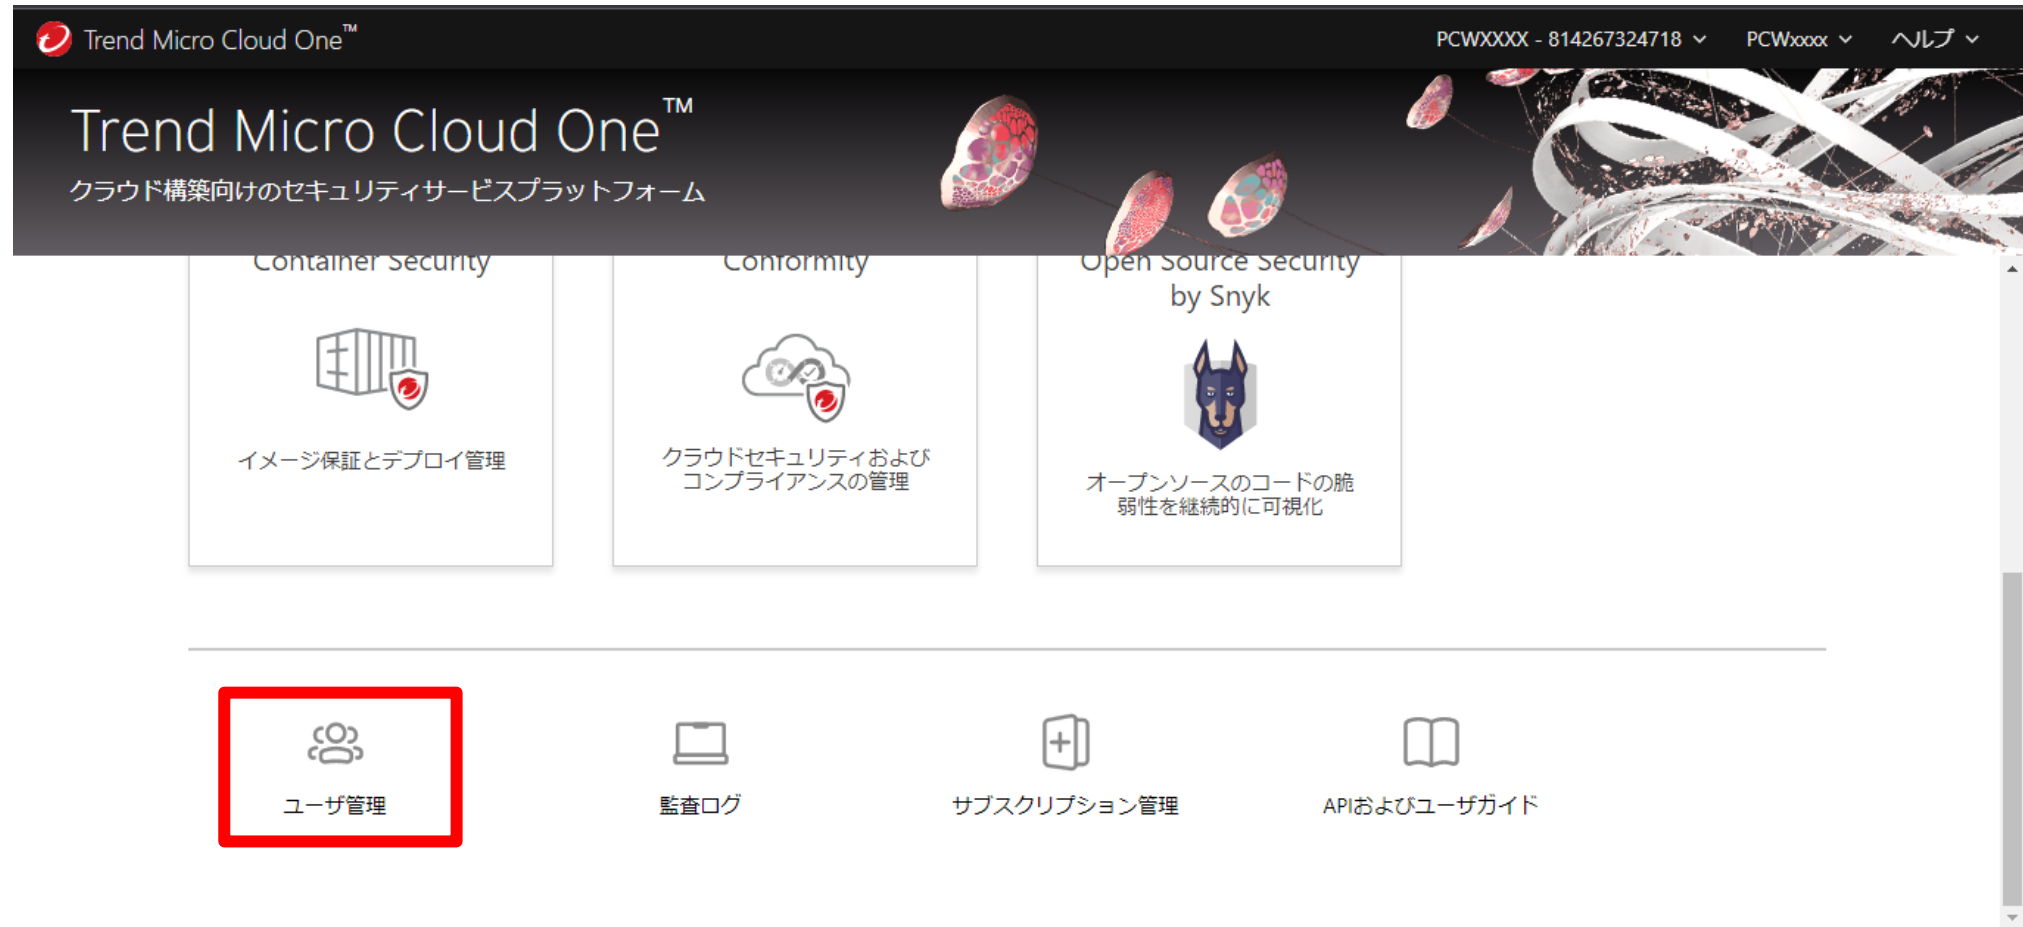 Trend Micro Cloud One™
PCWXXXX - 814267324718
PCWxxxx
ヘルプ
Trend Micro Cloud One™
クラウド構築向けのセキュリティサービスプラットフォーム
Container Security
イメージ保証とデプロイ管理
Conformity
クラウドセキュリティおよび
コンプライアンスの管理
Open Source Security
by Snyk
オープンソースのコードの脆
弱性を継続的に可視化
ユーザ管理
監査ログ
サブスクリプション管理
APIおよびユーザガイド